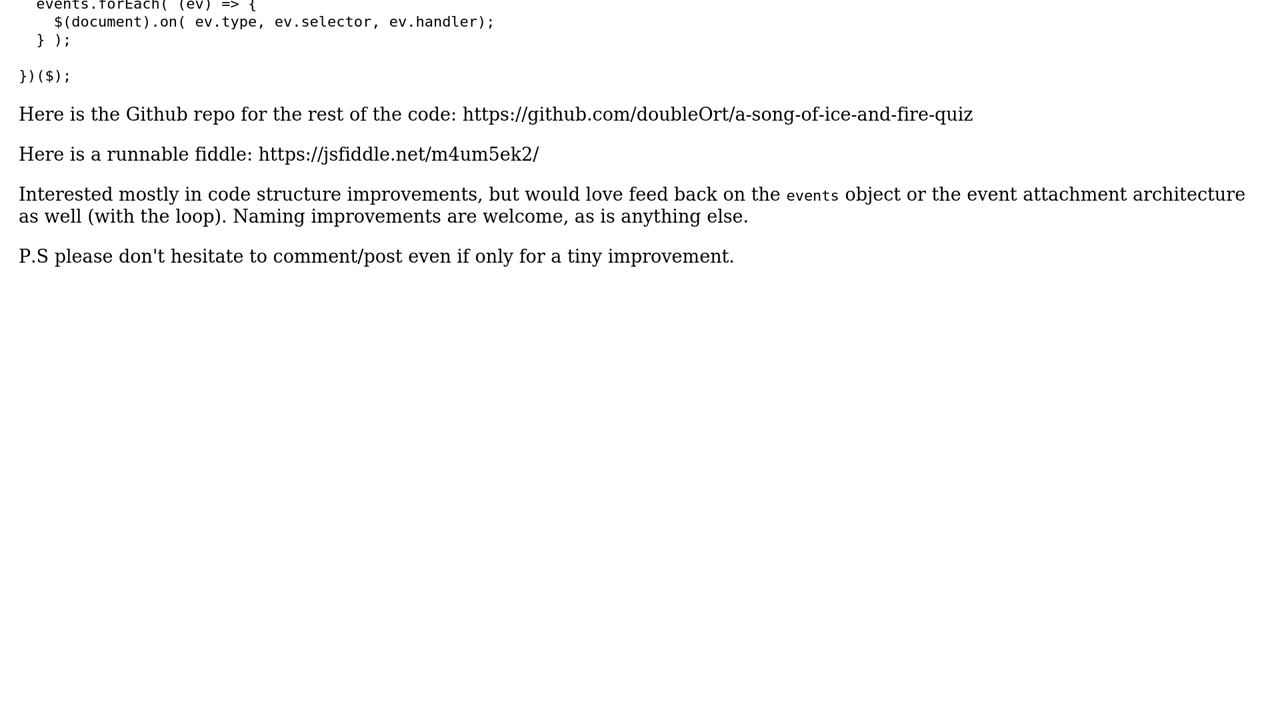 events.forEach( (ev) => {
$(document).on( ev.type, ev.selector, ev.handler);
} );
})($);
Here is the Github repo for the rest of the code: https://github.com/doubleOrt/a-song-of-ice-and-fire-quiz
Here is a runnable fiddle: https://jsfiddle.net/m4um5ek2/
Interested mostly in code structure improvements, but would love feed back on the events object or the event attachment architecture
as well (with the loop). Naming improvements are welcome, as is anything else.
P.S please don't hesitate to comment/post even if only for a tiny improvement.